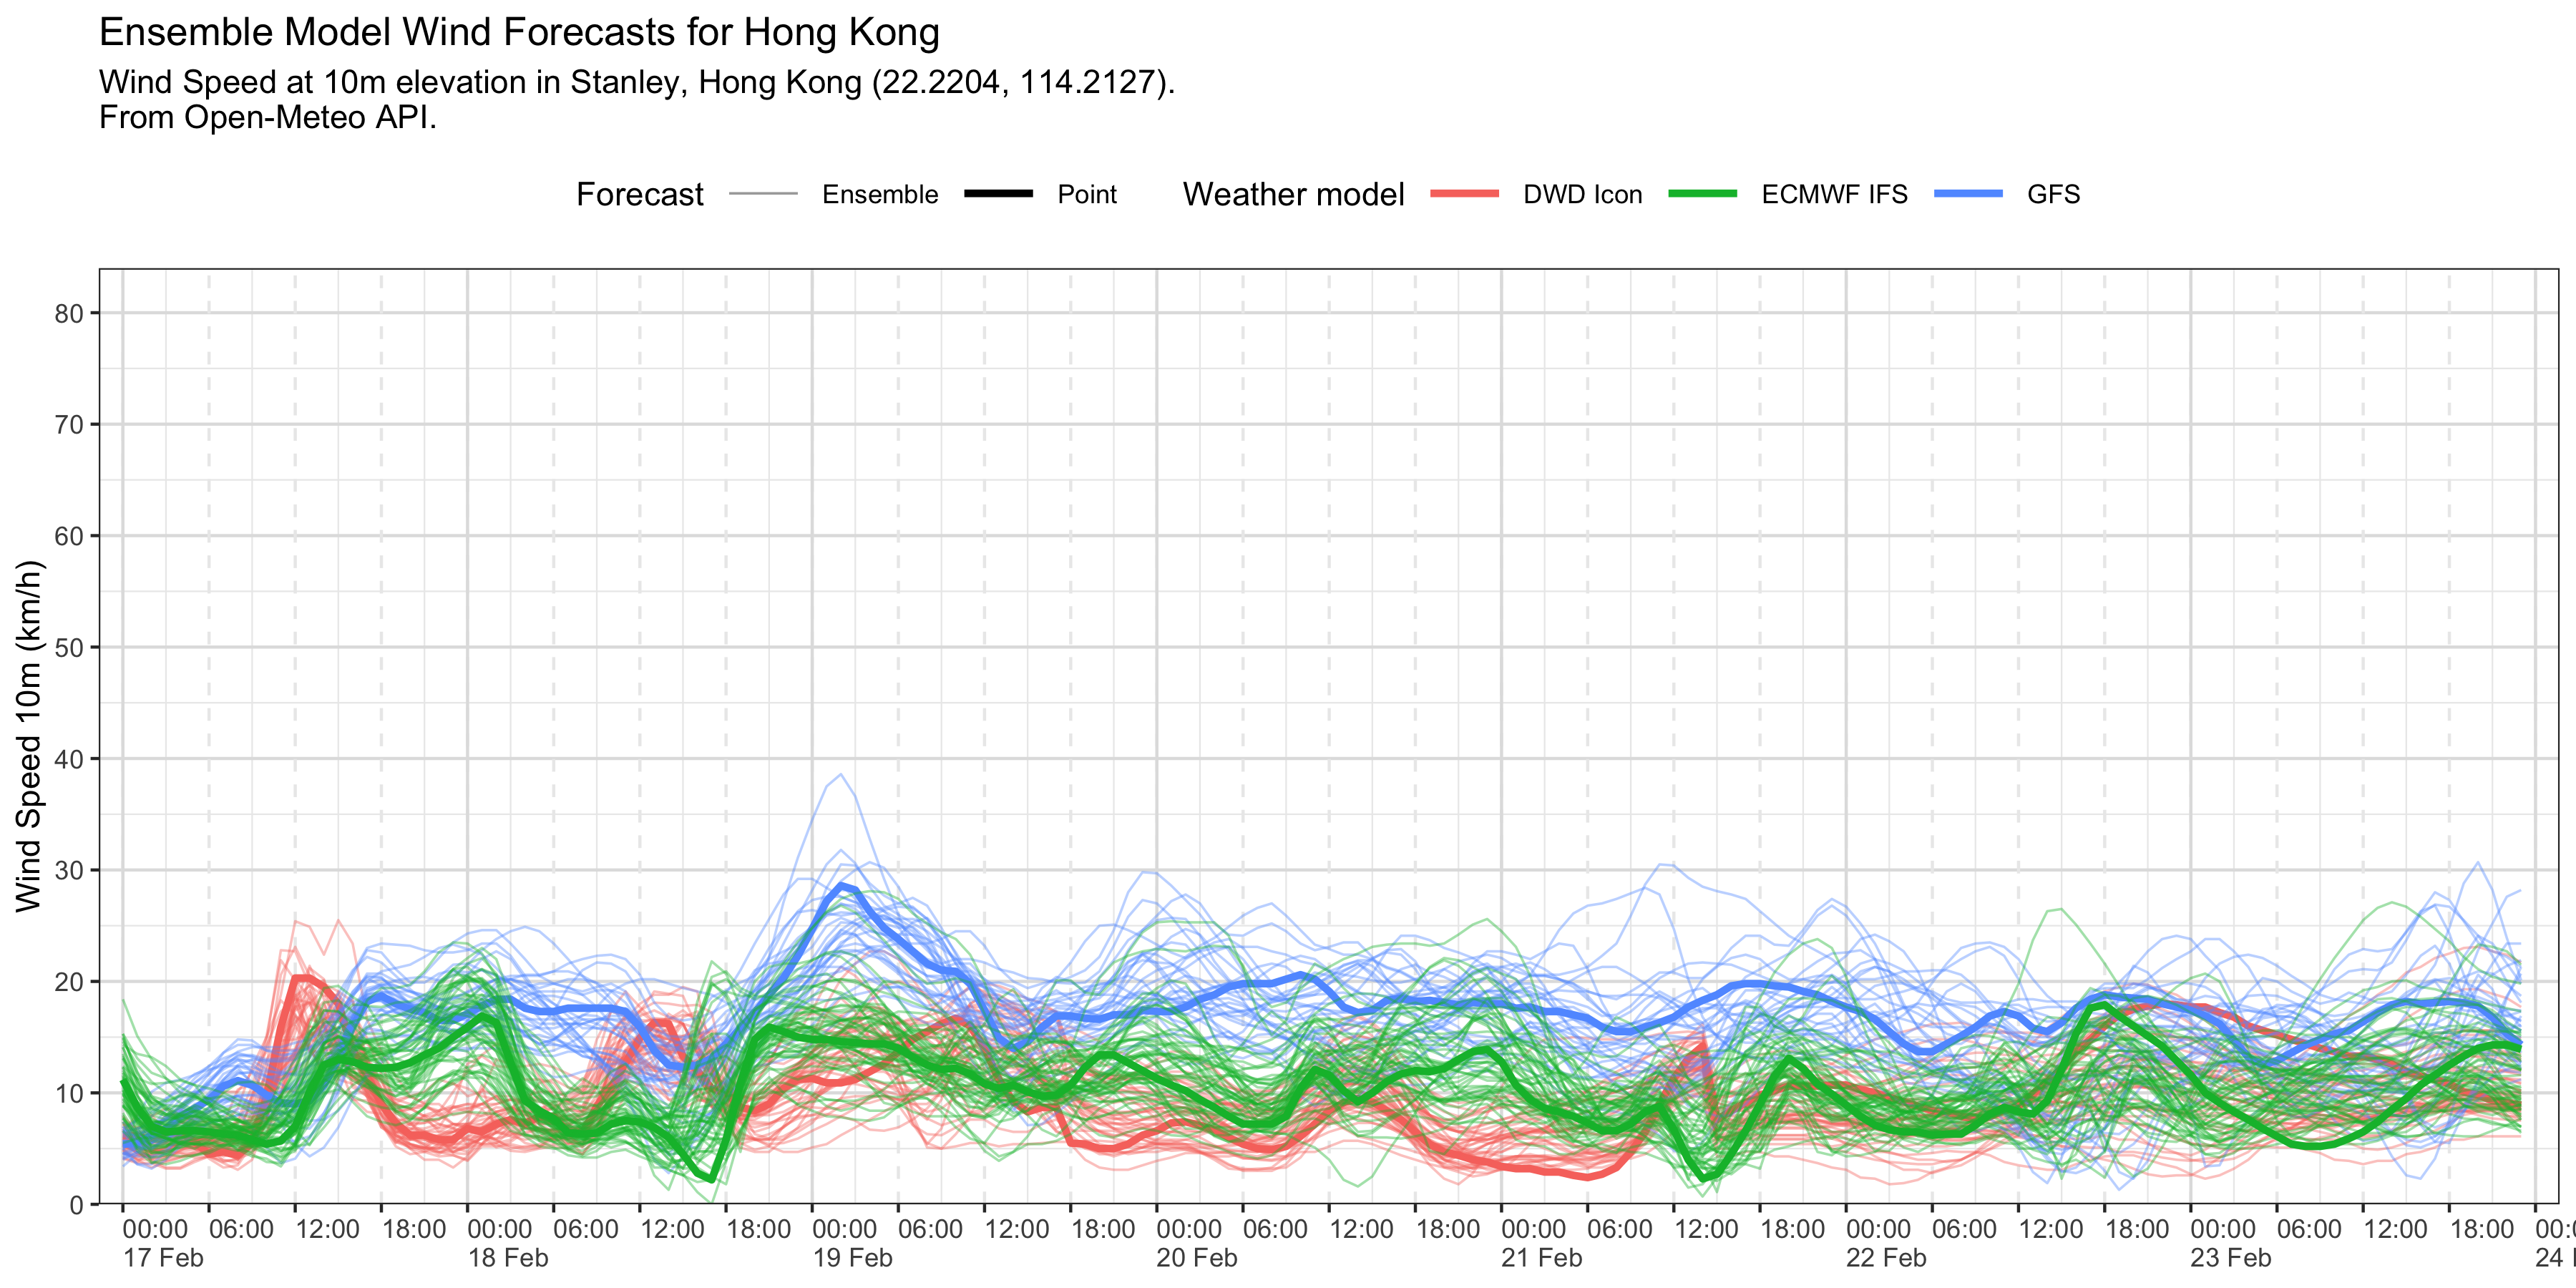 Ensemble Model Wind Forecasts for Hong Kong
Wind Speed at 10m elevation in Stanley, Hong Kong (22.2204, 114.2127).
From Open-Meteo API.
Forecast Ensemble Point Weather model DWD Icon ECMWF IFS GFS
Wind Speed 10m (km/h)
80
70
60
50
40
30
20
10
0
00:00 06:00 12:00 18:00 00:00 06:00 12:00 18:00 00:00 06:00 12:00 18:00 00:00 06:00 12:00 18:00 00:00 06:00 12:00 18:00 00:00 06:00 12:00 18:00 00:00 06:00 12:00 18:00 00:0
17 Feb 18 Feb 19 Feb 20 Feb 21 Feb 22 Feb 23 Feb 24